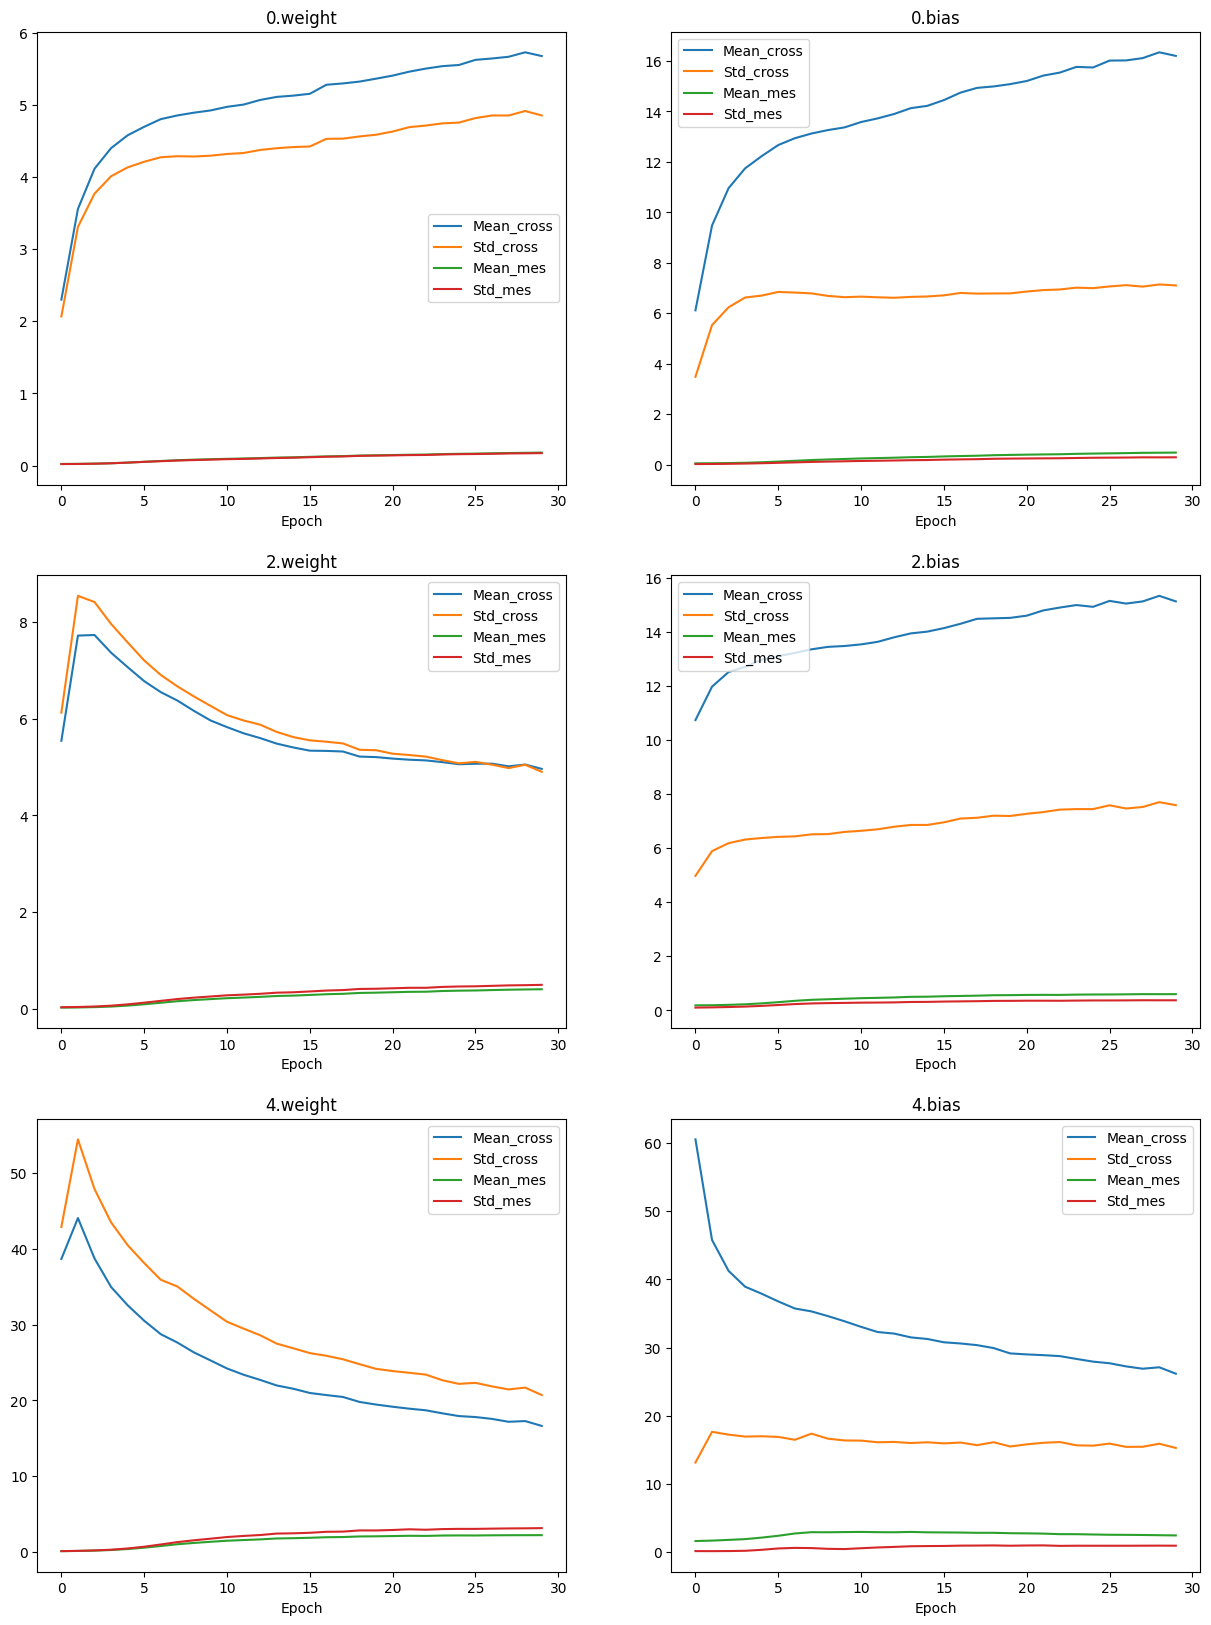 0.weight
6
5
4
3
2
1
0
Mean_cross
Std_cross
Mean_mes
Std_mes
0 5 10 15 20 25 30
Epoch
0.bias
16
14
12
10
8
6
4
2
0
Mean_cross
Std_cross
Mean_mes
Std_mes
0 5 10 15 20 25 30
Epoch
2.weight
8
6
4
2
0
Mean_cross
Std_cross
Mean_mes
Std_mes
0 5 10 15 20 25 30
Epoch
2.bias
16
14
12
10
8
6
4
2
0
Mean_cross
Std_cross
Mean_mes
Std_mes
0 5 10 15 20 25 30
Epoch
4.weight
50
40
30
20
10
0
Mean_cross
Std_cross
Mean_mes
Std_mes
0 5 10 15 20 25 30
Epoch
4.bias
60
50
40
30
20
10
0
Mean_cross
Std_cross
Mean_mes
Std_mes
0 5 10 15 20 25 30
Epoch